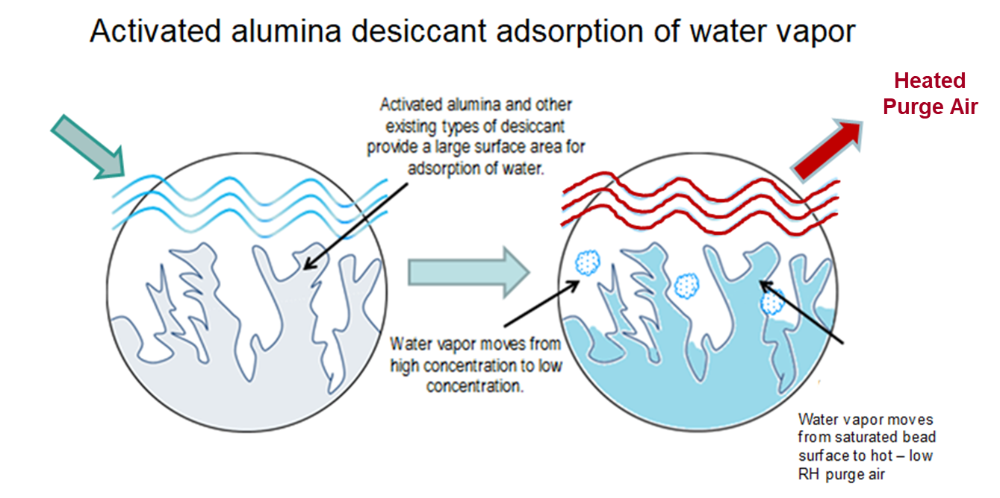 Activated alumina desiccant adsorption of water vapor
Heated
Purge Air
Activated alumina and other
existing types of desiccant
provide a large surface area for
adsorption of water.
Water vapor moves from
high concentration to low
concentration.
Water vapor moves
from saturated bead
surface to hot – low
RH purge air